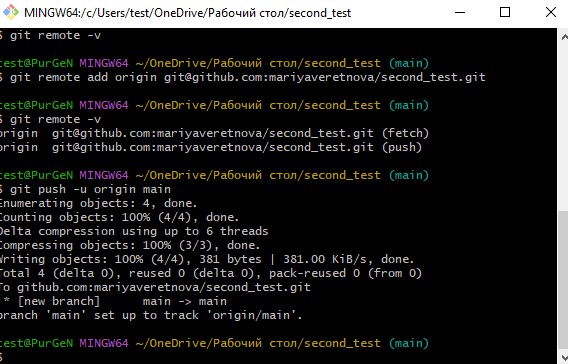 MINGW64:/c/Users/test/OneDrive/Рабочий стол/second_test
$ git remote -v
test@PurGeN MINGW64 ~/OneDrive/Рабочий стол/second_test (main)
$ git remote add origin git@github.com:mariyaveretnova/second_test.git
test@PurGeN MINGW64 ~/OneDrive/Рабочий стол/second_test (main)
$ git remote -v
origin  git@github.com:mariyaveretnova/second_test.git (fetch)
origin  git@github.com:mariyaveretnova/second_test.git (push)
test@PurGeN MINGW64 ~/OneDrive/Рабочий стол/second_test (main)
$ git push -u origin main
Enumerating objects: 4, done.
Counting objects: 100% (4/4), done.
Delta compression using up to 6 threads
Compressing objects: 100% (3/3), done.
Writing objects: 100% (4/4), 381 bytes | 381.00 KiB/s, done.
Total 4 (delta 0), reused 0 (delta 0), pack-reused 0 (from 0)
To github.com:mariyaveretnova/second_test.git
 * [new branch]      main -> main
branch 'main' set up to track 'origin/main'.
test@PurGeN MINGW64 ~/OneDrive/Рабочий стол/second_test (main)
$